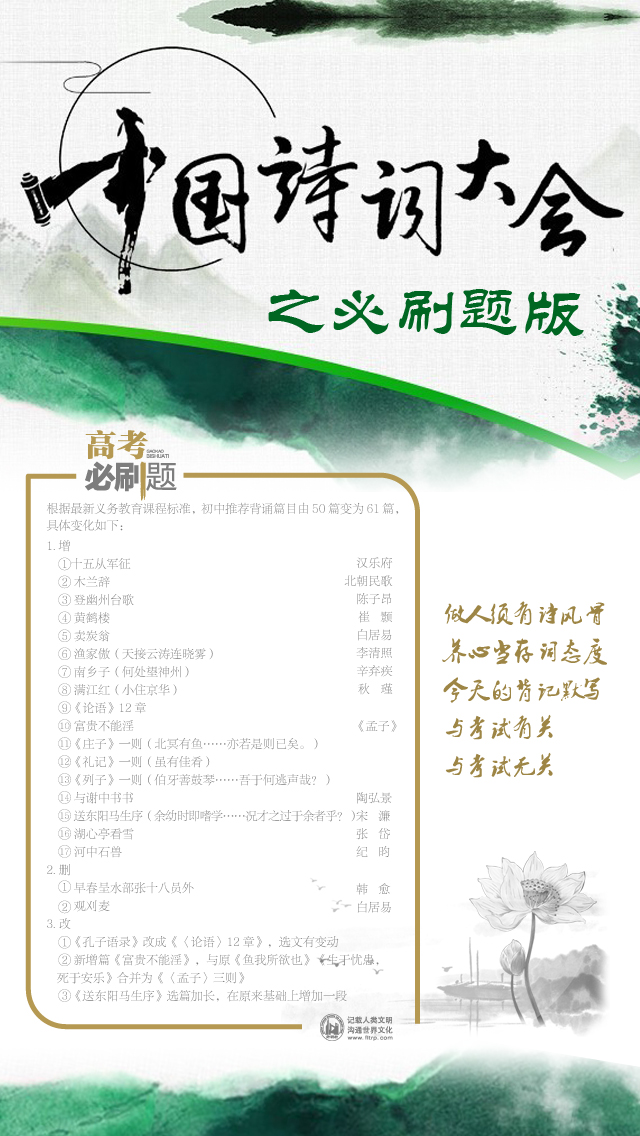 中国诗词大会
之必刷题版
高考
GAOKAO
BISHUATI
必刷题
根据最新义务教育课程标准，初中推荐背诵篇目由 50 篇变为 61 篇，
具体变化如下：
1. 增
①十五从军征 汉乐府
② 木兰辞 北朝民歌
③ 登幽州台歌 陈子昂
④ 黄鹤楼 崔 颢
⑤ 卖炭翁 白居易
⑥ 渔家傲（天接云涛连晓雾） 李清照
⑦ 南乡子（何处望神州） 辛弃疾
⑧ 满江红（小住京华） 秋 瑾
⑨《论语》12 章
⑩ 富贵不能淫 《孟子》
⑪《庄子》一则（北冥有鱼……亦若是则已矣。）
⑫《礼记》一则（虽有佳肴）
⑬《列子》一则（伯牙善鼓琴……吾于何逃声哉？）
⑭ 与谢中书书 陶弘景
⑮ 送东阳马生序（余幼时即嗜学……况才之过于余者乎？）宋 濂
⑯ 湖心亭看雪 张 岱
⑰ 河中石兽 纪 昀
2. 删
① 早春呈水部张十八员外 韩 愈
② 观刈麦 白居易
3. 改
①《孔子语录》改成《〈论语〉12 章》，选文有变动
② 新增篇《富贵不能淫》，与原《鱼我所欲也》《生于忧患，
死于安乐》合并为《〈孟子〉三则》
③《送东阳马生序》选篇加长，在原来基础上增加一段
做人须有诗风骨
养心当存词态度
今天的背记默写
与考试有关
与考试无关
记载人类文明
沟通世界文化
www.fltrp.com